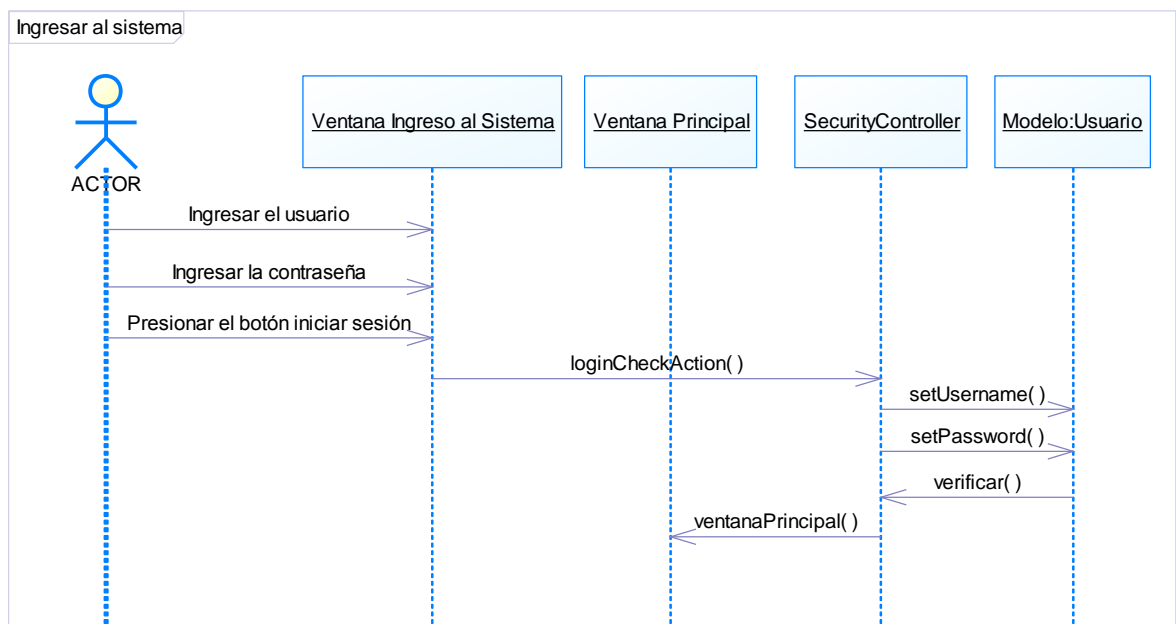 Ingresar al sistema
Ventana Ingreso al Sistema
Ventana Principal
SecurityController
Modelo:Usuario
ACTOR
Ingresar el usuario
Ingresar la contraseña
Presionar el botón iniciar sesión
loginCheckAction( )
setUsername( )
setPassword( )
verificar( )
ventanaPrincipal( )